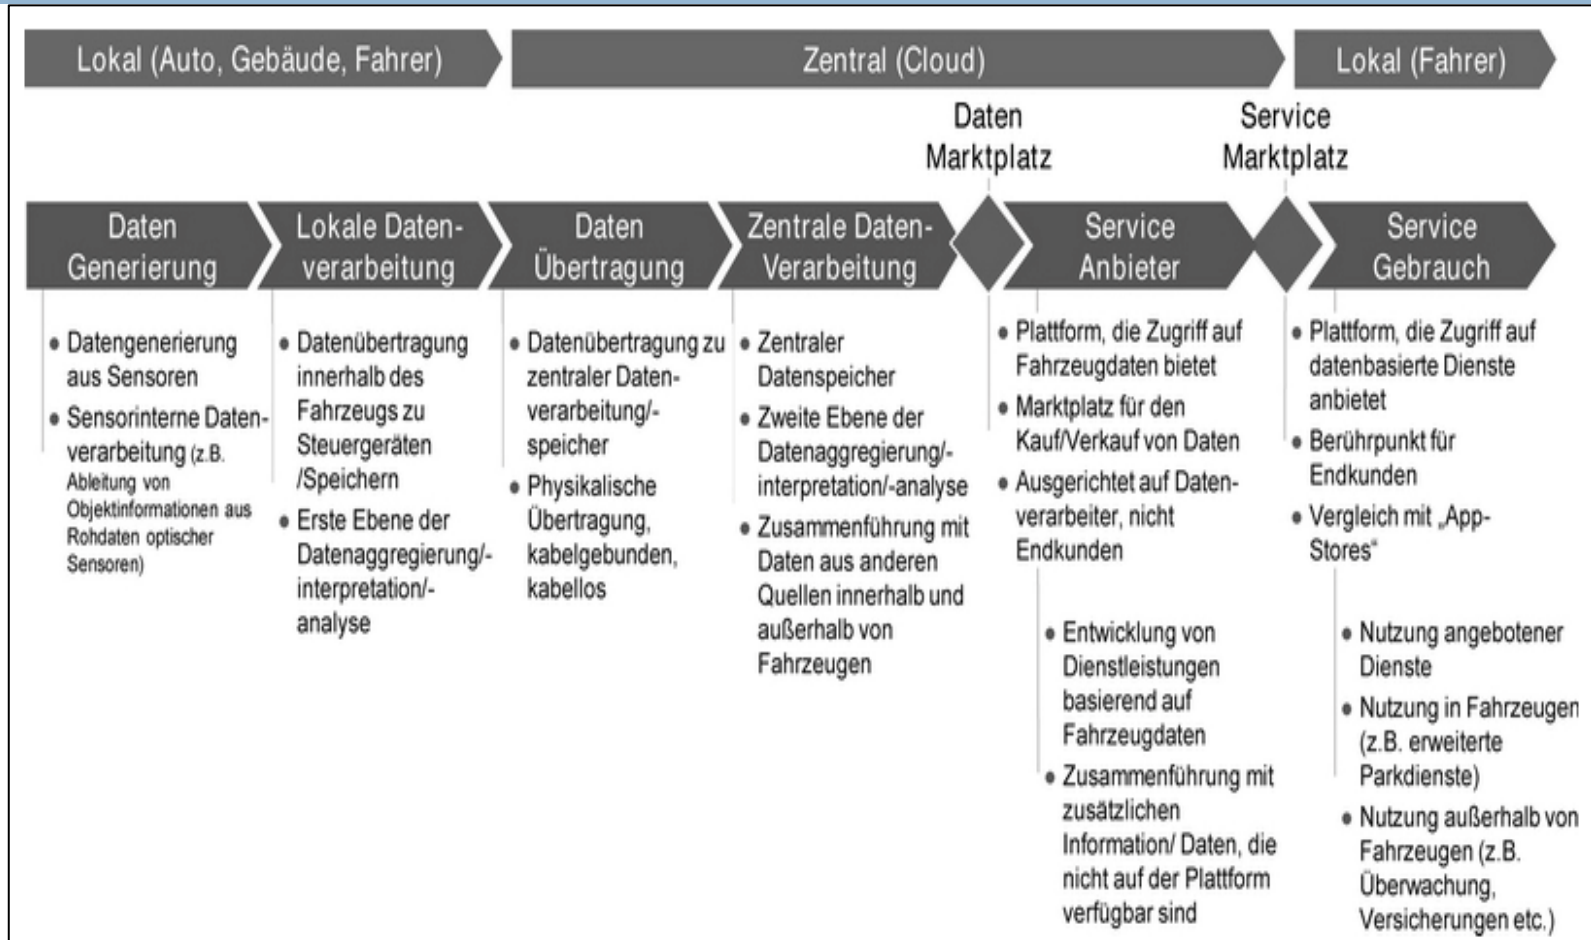 Lokal (Auto, Gebäude, Fahrer)
Zentral (Cloud)
Lokal (Fahrer)
Daten
Marktplatz
Service
Marktplatz
Daten
Generierung
Lokale Daten-
verarbeitung
Daten
Übertragung
Zentrale Daten-
Verarbeitung
Service
Anbieter
Service
Gebrauch
• Datengenerierung
aus Sensoren
• Sensorinterne Daten-
verarbeitung (z.B.
Ableitung von
Objektinformationen aus
Rohdaten optischer
Sensoren)
• Datenübertragung
innerhalb des
Fahrzeugs zu
Steuergeräten
/Speichern
• Erste Ebene der
Datenaggregierung/-
interpretation/-
analyse
• Datenübertragung zu
zentraler Daten-
verarbeitung/-
speicher
• Physikalische
Übertragung,
kabelgebunden,
kabellos
• Zentraler
Datenspeicher
• Zweite Ebene der
Datenaggregierung/-
interpretation/-analyse
• Zusammenführung mit
Daten aus anderen
Quellen innerhalb und
außerhalb von
Fahrzeugen
• Plattform, die Zugriff auf
Fahrzeugdaten bietet
• Marktplatz für den
Kauf/Verkauf von Daten
• Ausgerichtet auf Daten-
verarbeiter, nicht
Endkunden
• Entwicklung von
Dienstleistungen
basierend auf
Fahrzeugdaten
• Zusammenführung mit
zusätzlichen
Information/ Daten, die
nicht auf der Plattform
verfügbar sind
• Plattform, die Zugriff auf
datenbasierte Dienste
anbietet
• Berührpunkt für
Endkunden
• Vergleich mit „App-
Stores“
• Nutzung angebotener
Dienste
• Nutzung in Fahrzeugen
(z.B. erweiterte
Parkdienste)
• Nutzung außerhalb von
Fahrzeugen (z.B.
Überwachung,
Versicherungen etc.)